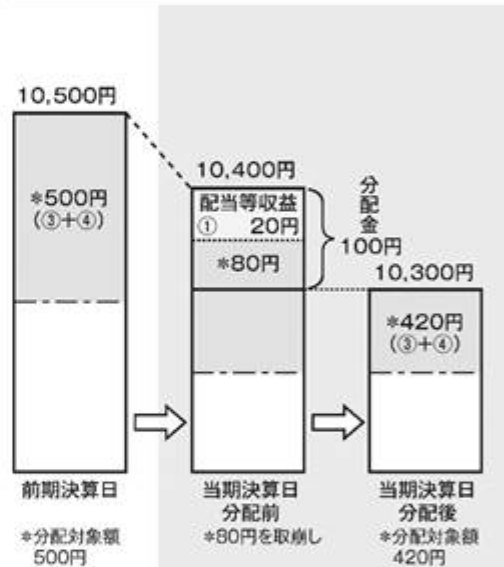 10,500円
*500円
(③+④)
前期決算日
*分配対象額
500円
10,400円
配当等収益
① 20円
*80円
分配金
100円
当期決算日
分配前
*80円を取崩し
10,300円
*420円
(③+④)
当期決算日
分配後
*分配対象額
420円